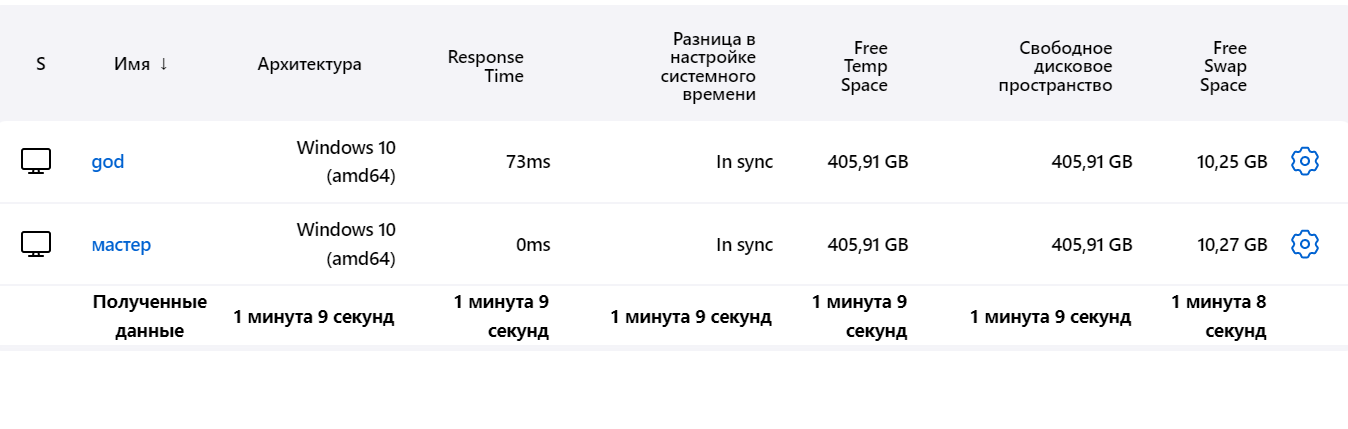 S
Имя ↓
Архитектура
Response
Time
Разница в
настройке
системного
времени
Free
Temp
Space
Свободное
дисковое
пространство
Free
Swap
Space
god
Windows 10
(amd64)
73ms
In sync
405,91 GB
405,91 GB
10,25 GB
мастер
Windows 10
(amd64)
0ms
In sync
405,91 GB
405,91 GB
10,27 GB
Полученные
данные
1 минута 9 секунд
1 минута 9
секунд
1 минута 9 секунд
1 минута 9
секунд
1 минута 9 секунд
1 минута 8
секунд